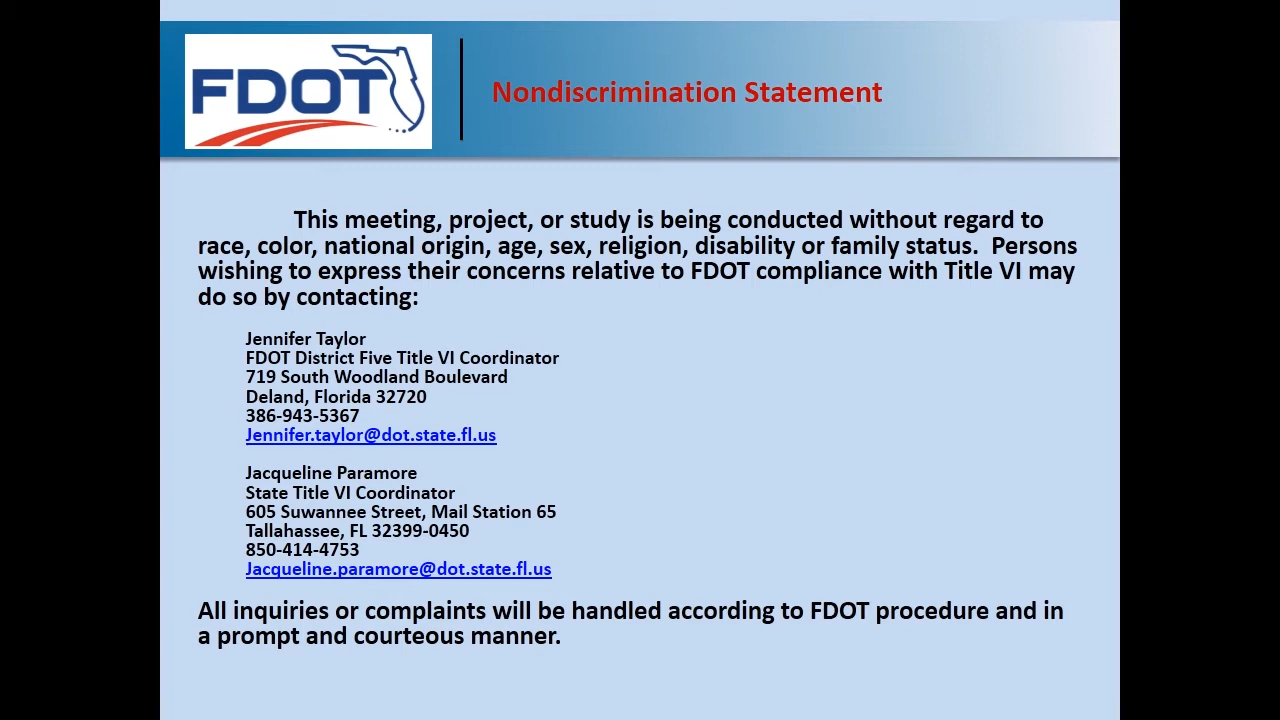 FDOT
Nondiscrimination Statement
This meeting, project, or study is being conducted without regard to
race, color, national origin, age, sex, religion, disability or family status.  Persons
wishing to express their concerns relative to FDOT compliance with Title VI may
do so by contacting:
Jennifer Taylor
FDOT District Five Title VI Coordinator
719 South Woodland Boulevard
Deland, Florida 32720
386-943-5367
Jennifer.taylor@dot.state.fl.us
Jacqueline Paramore
State Title VI Coordinator
605 Suwannee Street, Mail Station 65
Tallahassee, FL 32399-0450
850-414-4753
Jacqueline.paramore@dot.state.fl.us
All inquiries or complaints will be handled according to FDOT procedure and in
a prompt and courteous manner.